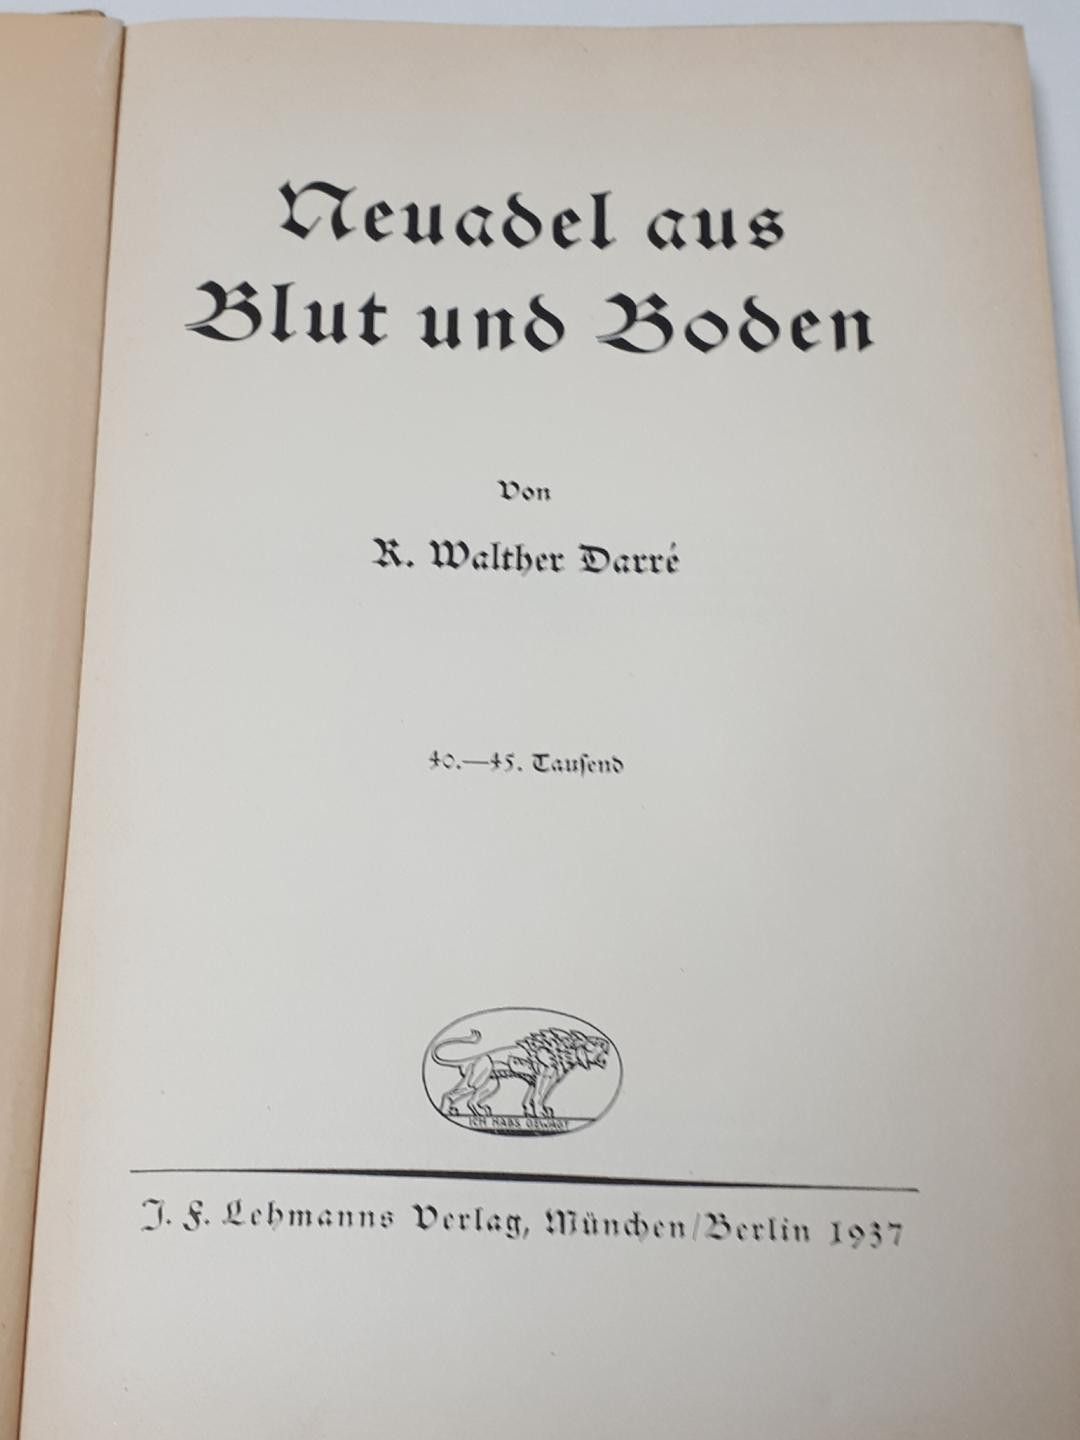 Neuadel aus
Blut und Boden
Von
R. Walther Darré
40.—45. Tauſend
ICH HABS GEWAGT
J. F. Lehmanns Verlag, München/Berlin 1937